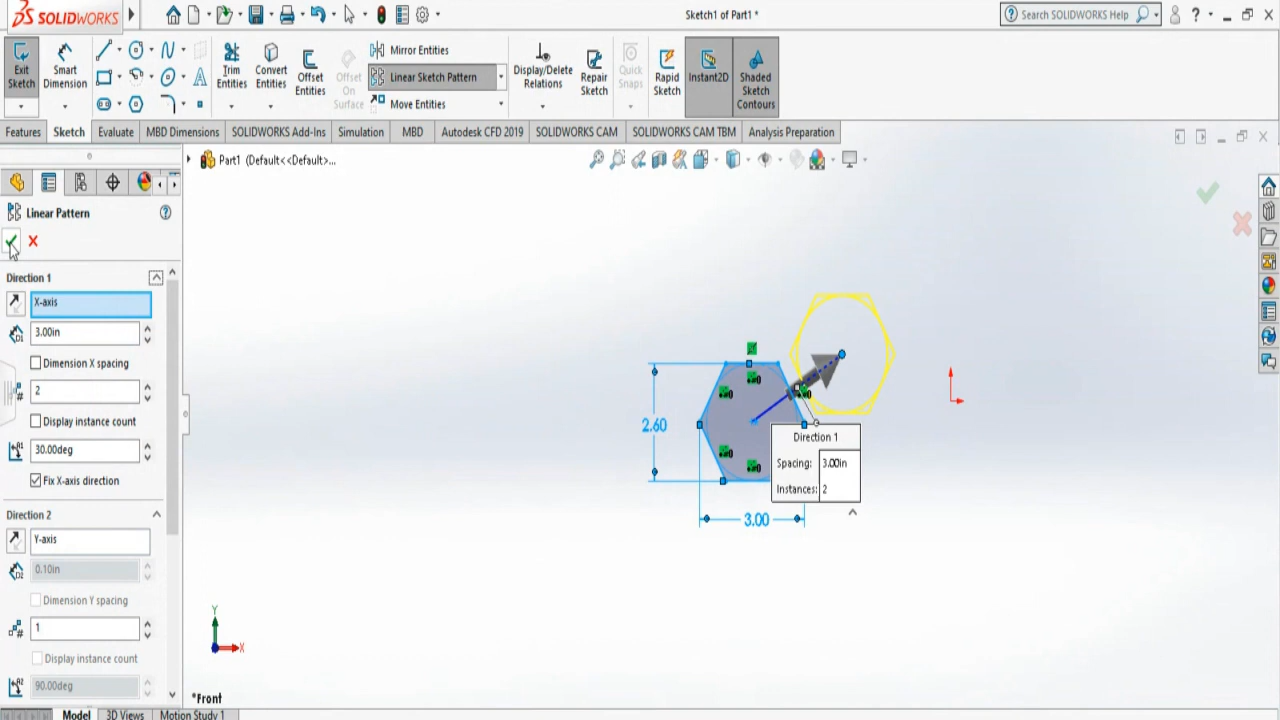 SOLIDWORKS
Sketch1 of Part1 *
Search SOLIDWORKS Help
Exit Sketch
Smart Dimension
Trim Entities
Convert Entities
Offset Entities
Offset On Surface
Mirror Entities
Linear Sketch Pattern
Move Entities
Display/Delete Relations
Repair Sketch
Quick Snaps
Rapid Sketch
Instant2D
Shaded Sketch Contours
Features
Sketch
Evaluate
MBD Dimensions
SOLIDWORKS Add-Ins
Simulation
MBD
Autodesk CFD 2019
SOLIDWORKS CAM
SOLIDWORKS CAM TBM
Analysis Preparation
Part1 (Default<<Default>...
Linear Pattern
Direction 1
X-axis
3.00in
Dimension X spacing
2
Display instance count
30.00deg
Fix X-axis direction
Direction 2
Y-axis
0.10in
Dimension Y spacing
1
Display instance count
90.00deg
2.60
3.00
Direction 1
Spacing: 3.00in
Instances: 2
Y
X
*Front
Model
3D Views
Motion Study 1